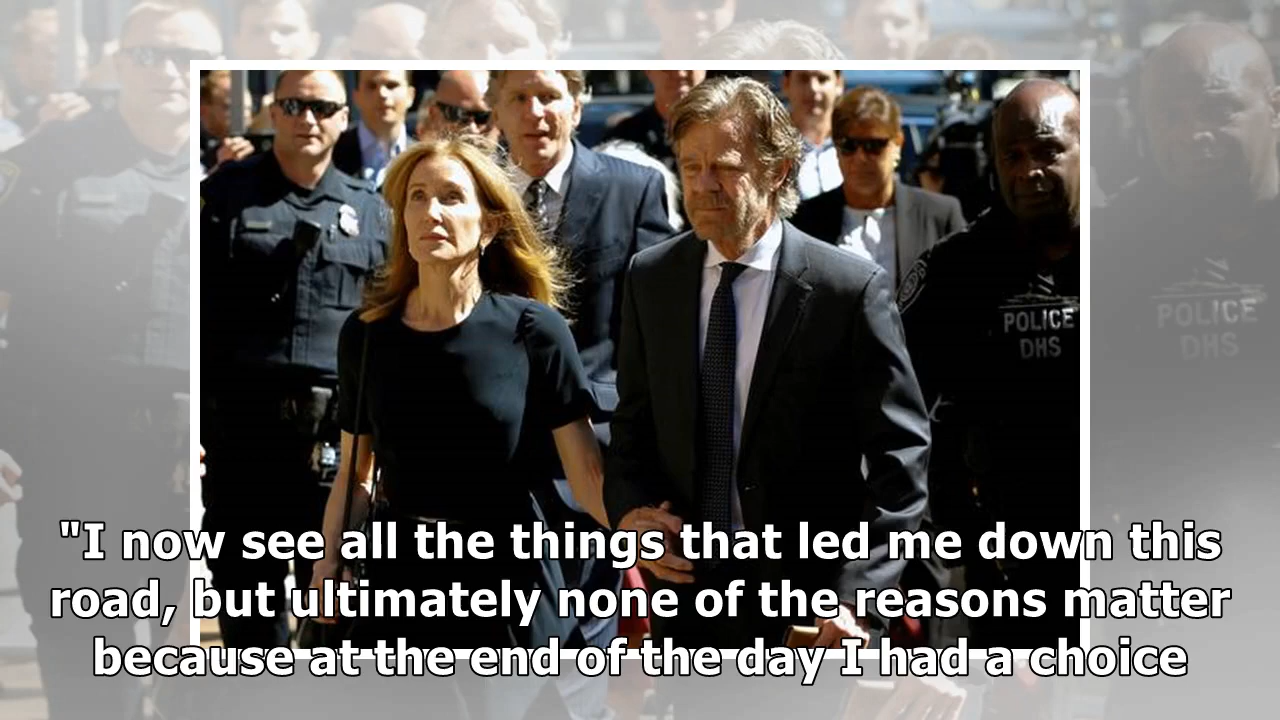 POLICE
DHS
POLICE
DHS
"I now see all the things that led me down this
road, but ultimately none of the reasons matter
because at the end of the day I had a choice